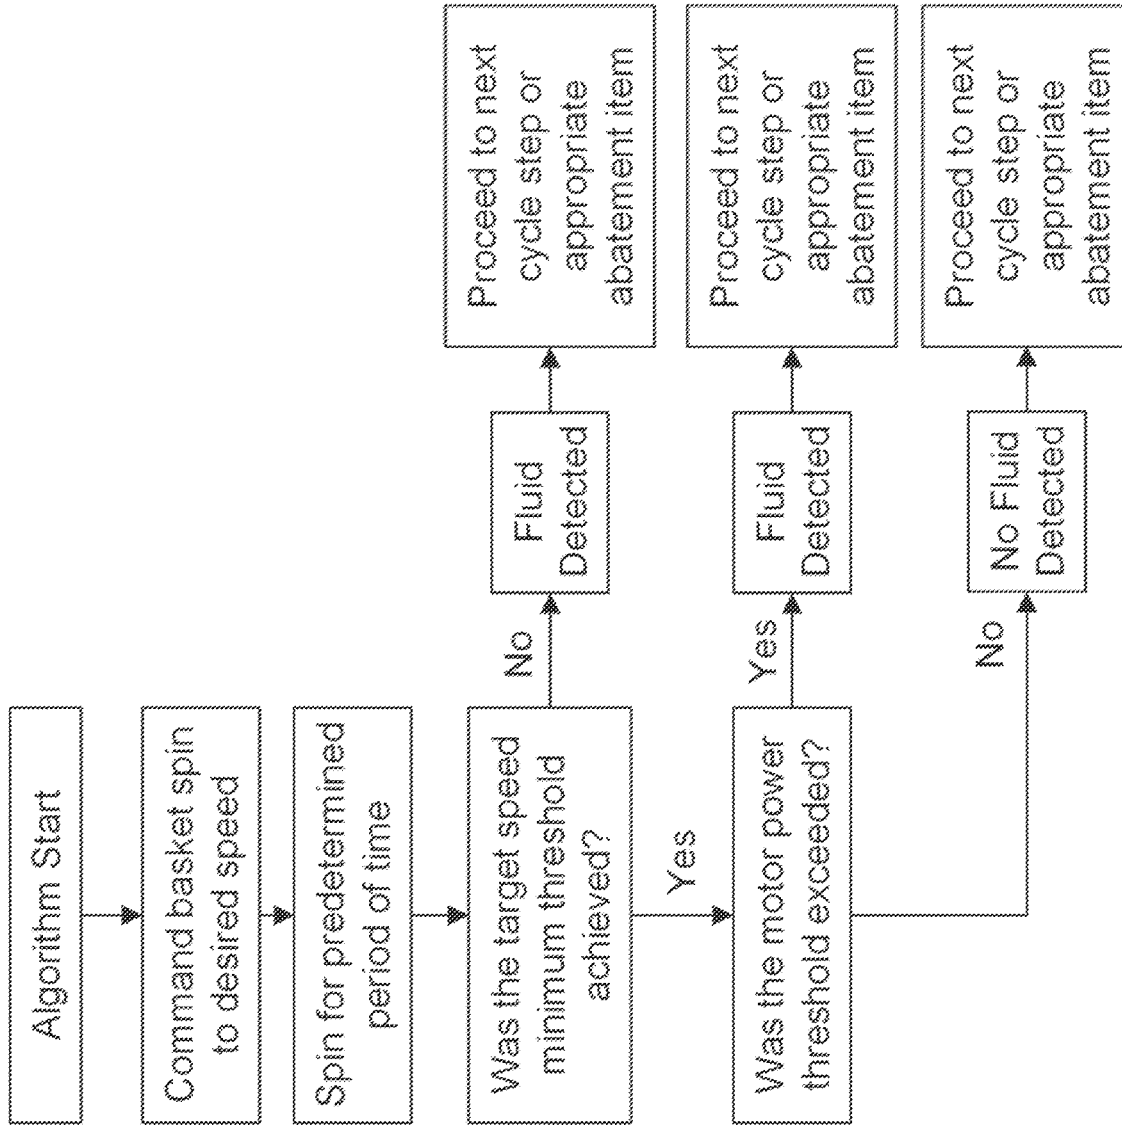 Algorithm Start
Command basket spin
to desired speed
Spin for predetermined
period of time
Was the target speed
minimum threshold
achieved?
No
Fluid
Detected
Proceed to next
cycle step or
appropriate
abatement item
Yes
Was the motor power
threshold exceeded?
Yes
Fluid
Detected
Proceed to next
cycle step or
appropriate
abatement item
No
No Fluid
Detected
Proceed to next
cycle step or
appropriate
abatement item